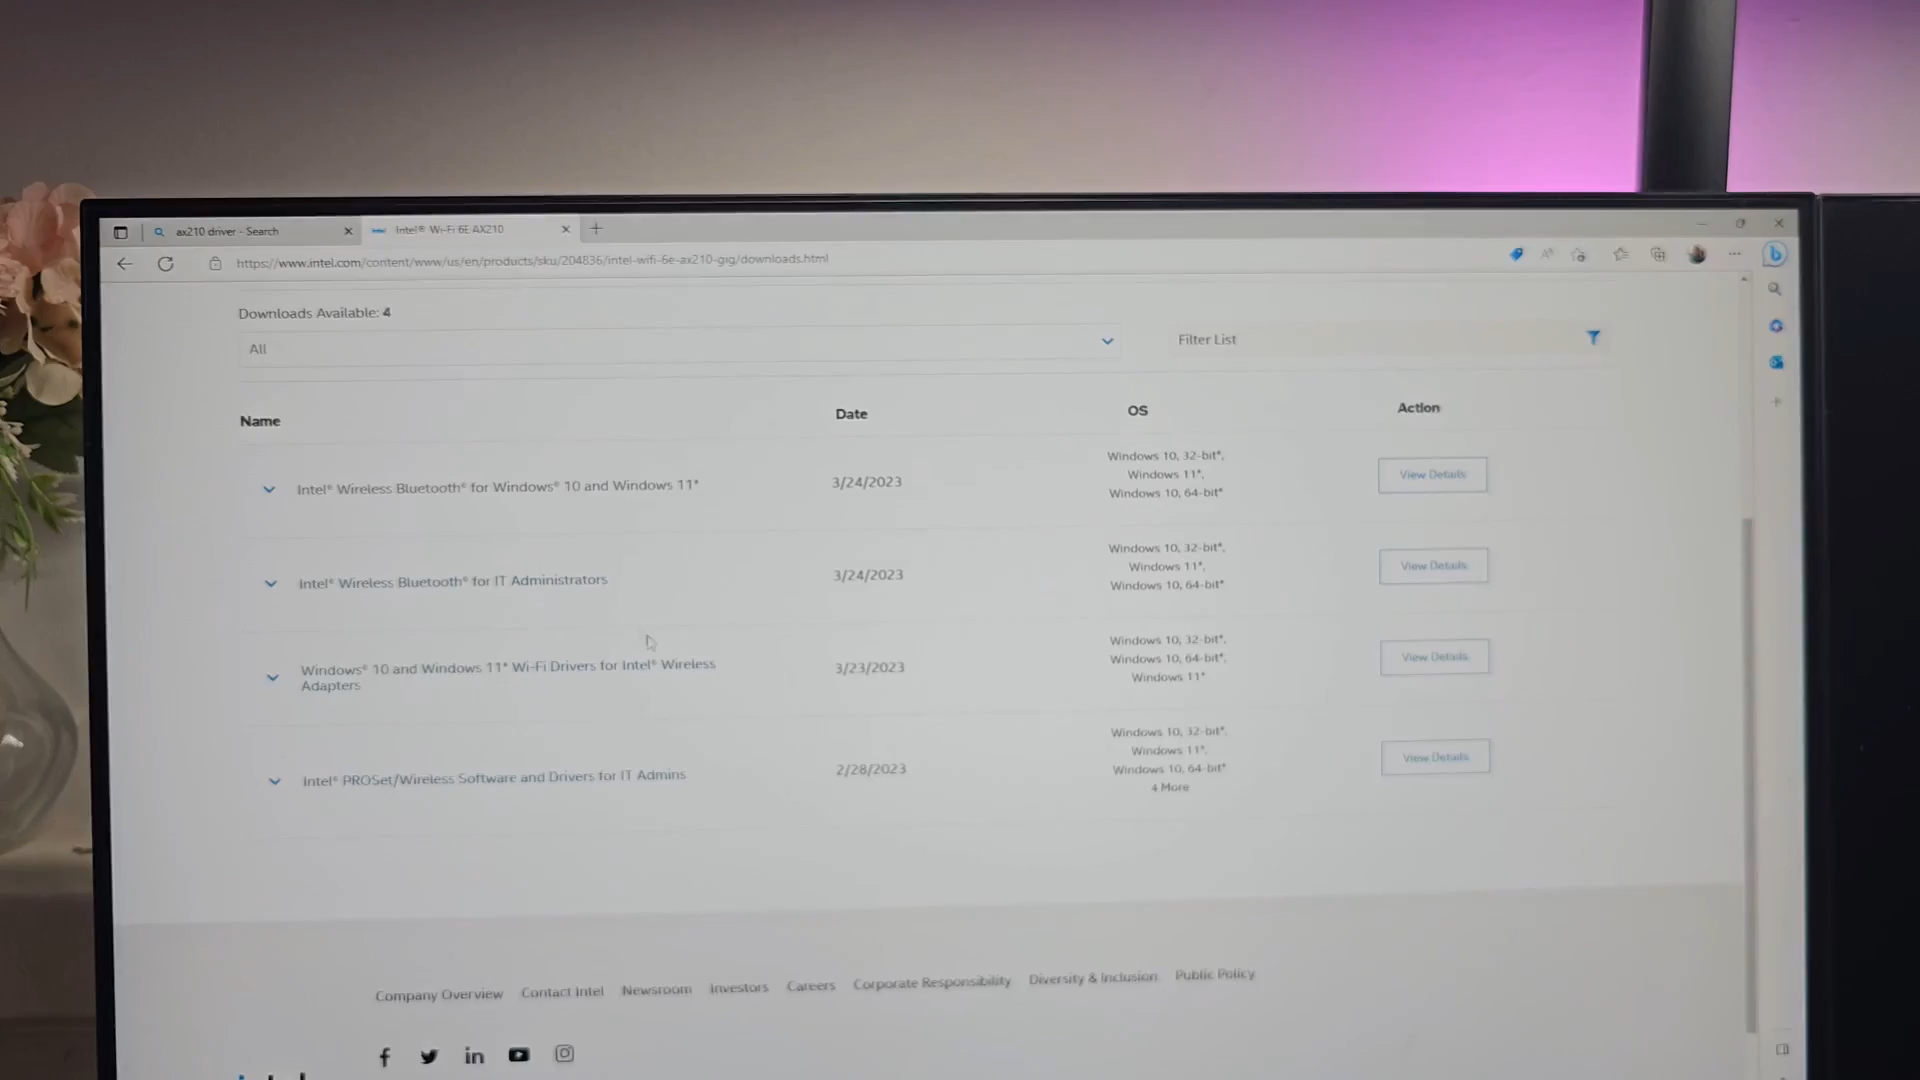 ax210 driver - Search
Intel® Wi-Fi 6E AX210
https://www.intel.com/content/www/us/en/products/sku/204836/intel-wifi-6e-ax210-gig/downloads.html
Downloads Available: 4
All
Filter List
Name Date OS Action
Intel® Wireless Bluetooth® for Windows® 10 and Windows 11*
3/24/2023
Windows 10, 32-bit*,
Windows 11*,
Windows 10, 64-bit*
View Details
Intel® Wireless Bluetooth® for IT Administrators
3/24/2023
Windows 10, 32-bit*,
Windows 11*,
Windows 10, 64-bit*
View Details
Windows® 10 and Windows 11* Wi-Fi Drivers for Intel® Wireless
Adapters
3/23/2023
Windows 10, 32-bit*,
Windows 10, 64-bit*,
Windows 11*
View Details
Intel® PROSet/Wireless Software and Drivers for IT Admins
2/28/2023
Windows 10, 32-bit*,
Windows 11*,
Windows 10, 64-bit*
4 More
View Details
Company Overview Contact Intel Newsroom Investors Careers Corporate Responsibility Diversity & Inclusion Public Policy